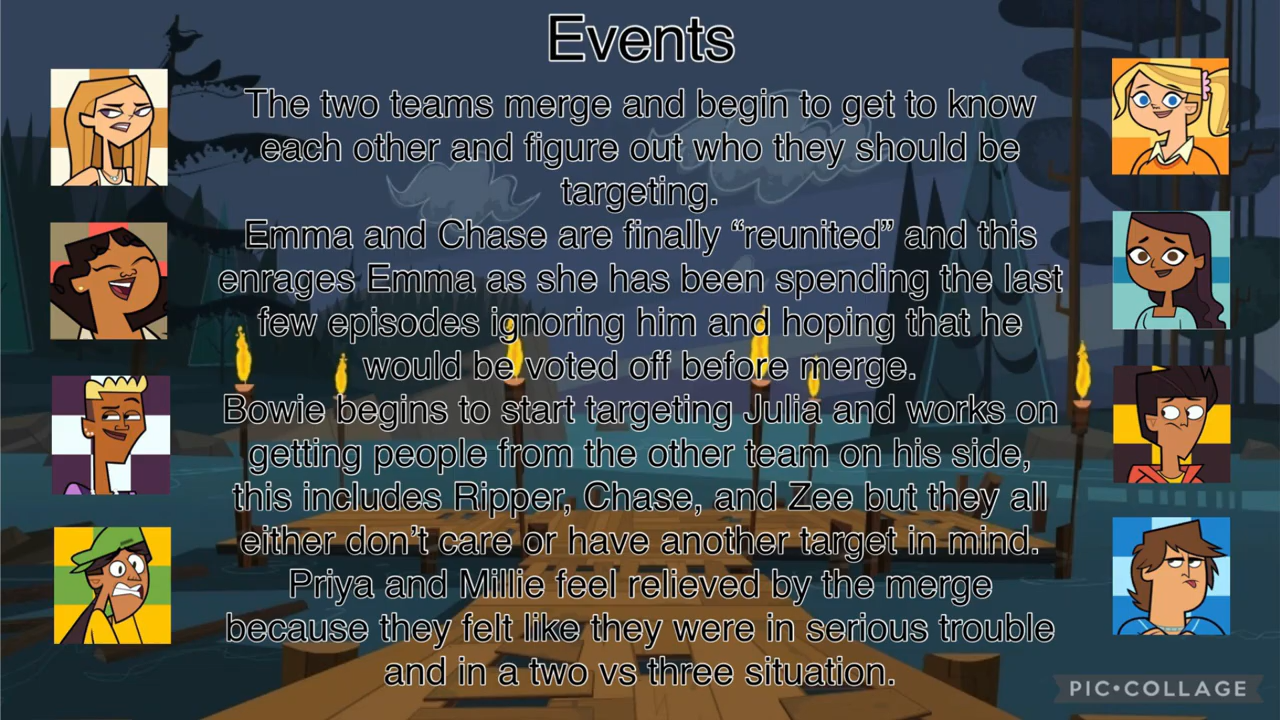 Events
The two teams merge and begin to get to know
each other and figure out who they should be
targeting.
Emma and Chase are finally “reunited” and this
enrages Emma as she has been spending the last
few episodes ignoring him and hoping that he
would be voted off before merge.
Bowie begins to start targeting Julia and works on
getting people from the other team on his side,
this includes Ripper, Chase, and Zee but they all
either don’t care or have another target in mind.
Priya and Millie feel relieved by the merge
because they felt like they were in serious trouble
and in a two vs three situation.
PIC•COLLAGE